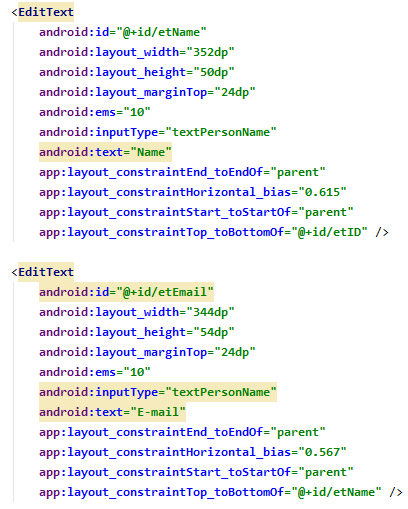 <EditText
android:id="@+id/etName"
android:layout_width="352dp"
android:layout_height="50dp"
android:layout_marginTop="24dp"
android:ems="10"
android:inputType="textPersonName"
android:text="Name"
app:layout_constraintEnd_toEndOf="parent"
app:layout_constraintHorizontal_bias="0.615"
app:layout_constraintStart_toStartOf="parent"
app:layout_constraintTop_toBottomOf="@+id/etID" />
<EditText
android:id="@+id/etEmail"
android:layout_width="344dp"
android:layout_height="54dp"
android:layout_marginTop="24dp"
android:ems="10"
android:inputType="textPersonName"
android:text="E-mail"
app:layout_constraintEnd_toEndOf="parent"
app:layout_constraintHorizontal_bias="0.567"
app:layout_constraintStart_toStartOf="parent"
app:layout_constraintTop_toBottomOf="@+id/etName" />